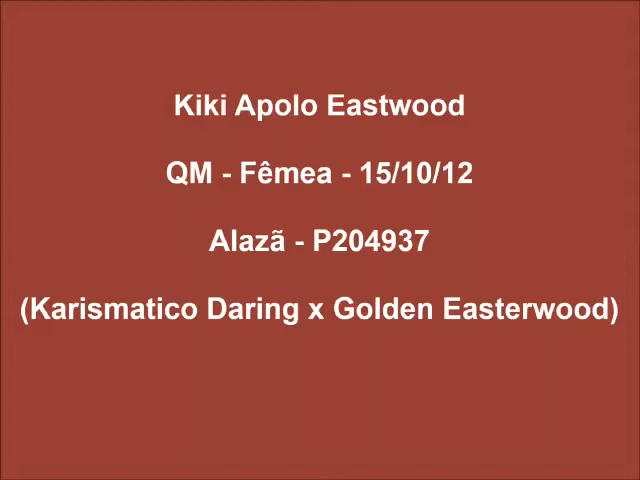 Kiki Apolo Eastwood
QM - Fêmea - 15/10/12
Alazã - P204937
(Karismatico Daring x Golden Easterwood)